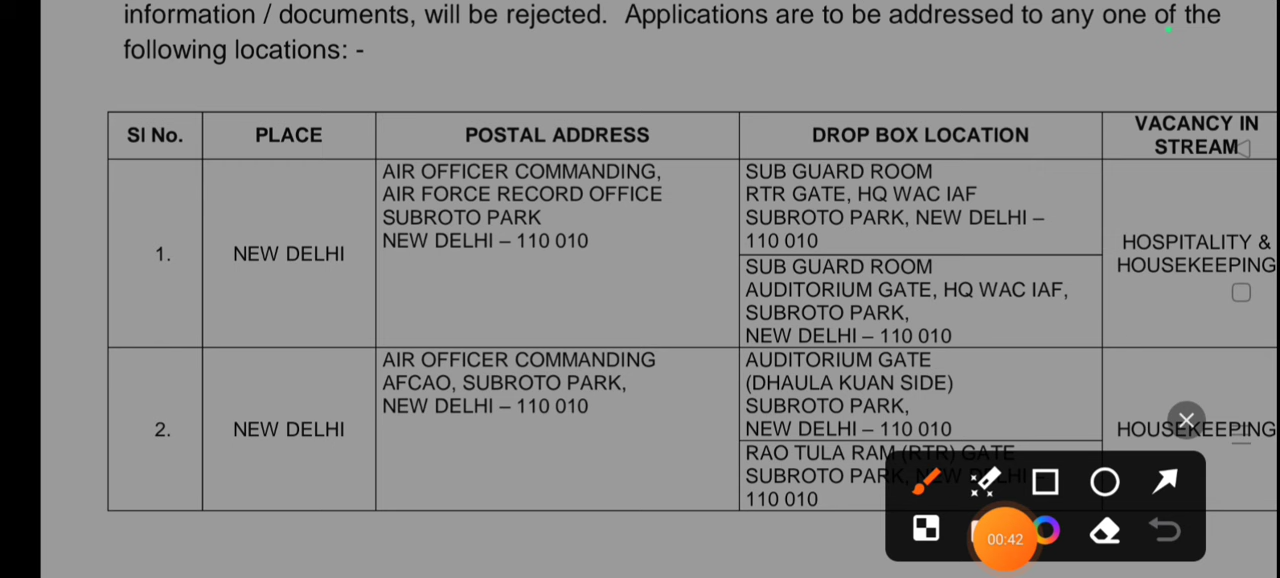 information / documents, will be rejected.  Applications are to be addressed to any one of the
following locations: -
SI No.
PLACE
POSTAL ADDRESS
DROP BOX LOCATION
VACANCY IN
STREAM
1.
NEW DELHI
AIR OFFICER COMMANDING,
AIR FORCE RECORD OFFICE
SUBROTO PARK
NEW DELHI – 110 010
SUB GUARD ROOM
RTR GATE, HQ WAC IAF
SUBROTO PARK, NEW DELHI –
110 010
SUB GUARD ROOM
AUDITORIUM GATE, HQ WAC IAF,
SUBROTO PARK,
NEW DELHI – 110 010
HOSPITALITY &
HOUSEKEEPING
2.
NEW DELHI
AIR OFFICER COMMANDING
AFCAO, SUBROTO PARK,
NEW DELHI – 110 010
AUDITORIUM GATE
(DHAULA KUAN SIDE)
SUBROTO PARK,
NEW DELHI – 110 010
RAO TULA RAM (RTR) GATE
SUBROTO PARK, NEW DELHI –
110 010
HOUSEKEEPING
00:42